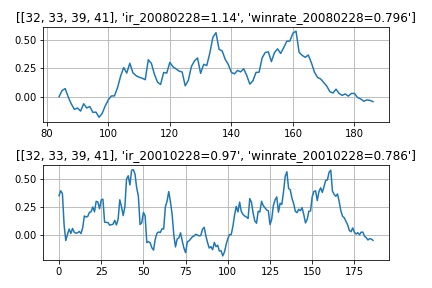 [[32, 33, 39, 41], 'ir_20080228=1.14', 'winrate_20080228=0.796']
0.50
0.25
0.00
80 100 120 140 160 180
[[32, 33, 39, 41], 'ir_20010228=0.97', 'winrate_20010228=0.786']
0.50
0.25
0.00
0 25 50 75 100 125 150 175